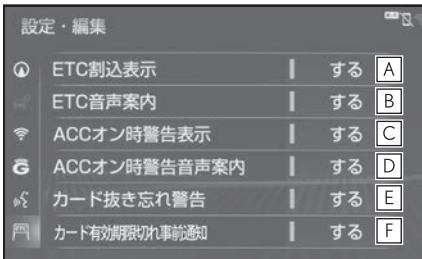 設定・編集
ETC割込表示 する A
ETC音声案内 する B
ACCオン時警告表示 する C
ACCオン時警告音声案内 する D
カード抜き忘れ警告 する E
カード有効期限切れ事前通知 する F